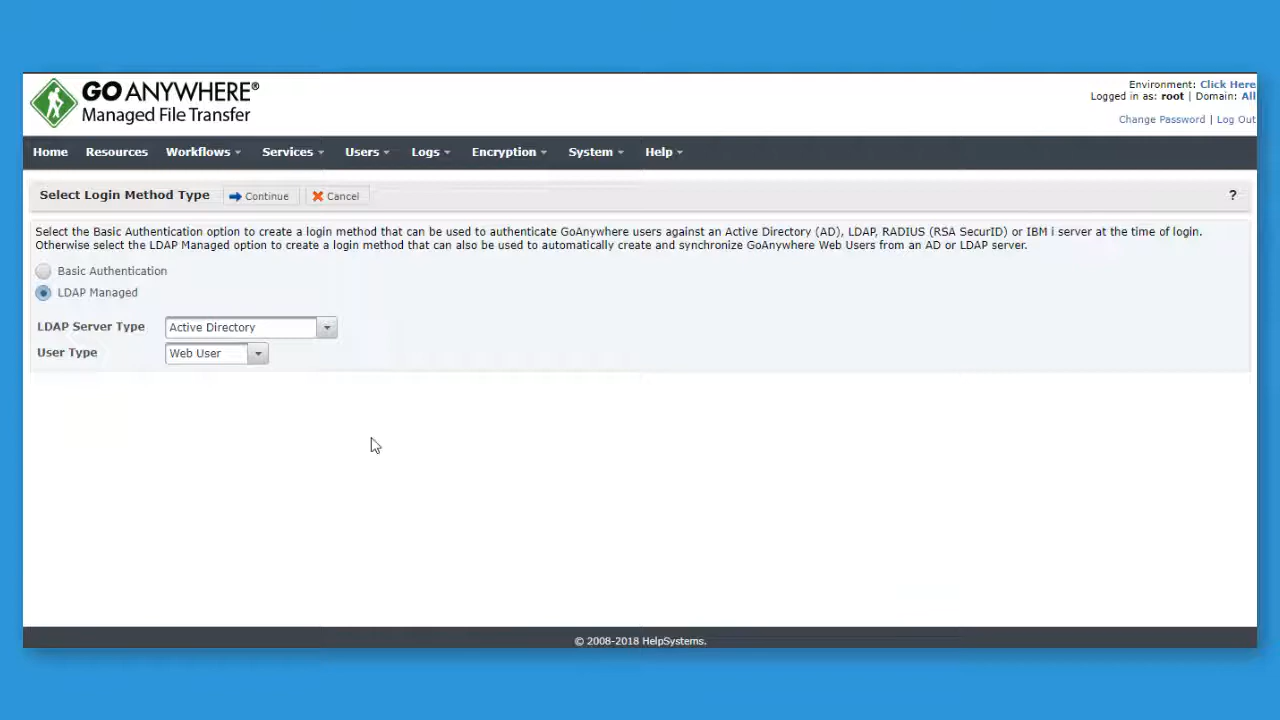 GO ANYWHERE®
Managed File Transfer
Environment: Click Here
Logged in as: root | Domain: All
Change Password | Log Out
Home Resources Workflows Services Users Logs Encryption System Help
Select Login Method Type Continue Cancel ?
Select the Basic Authentication option to create a login method that can be used to authenticate GoAnywhere users against an Active Directory (AD), LDAP, RADIUS (RSA SecurID) or IBM i server at the time of login.
Otherwise select the LDAP Managed option to create a login method that can also be used to automatically create and synchronize GoAnywhere Web Users from an AD or LDAP server.
Basic Authentication
LDAP Managed
LDAP Server Type Active Directory
User Type Web User
© 2008-2018 HelpSystems.